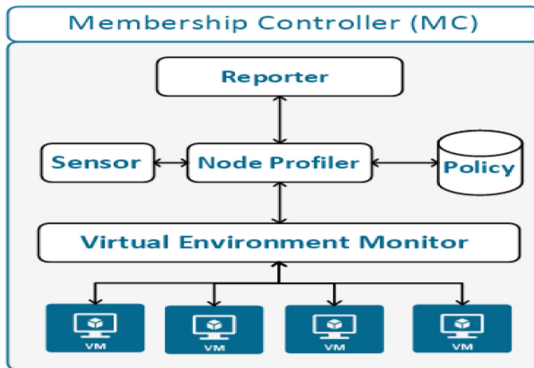 Membership Controller (MC)
Reporter
Sensor
Node Profiler
Policy
Virtual Environment Monitor
VM
VM
VM
VM